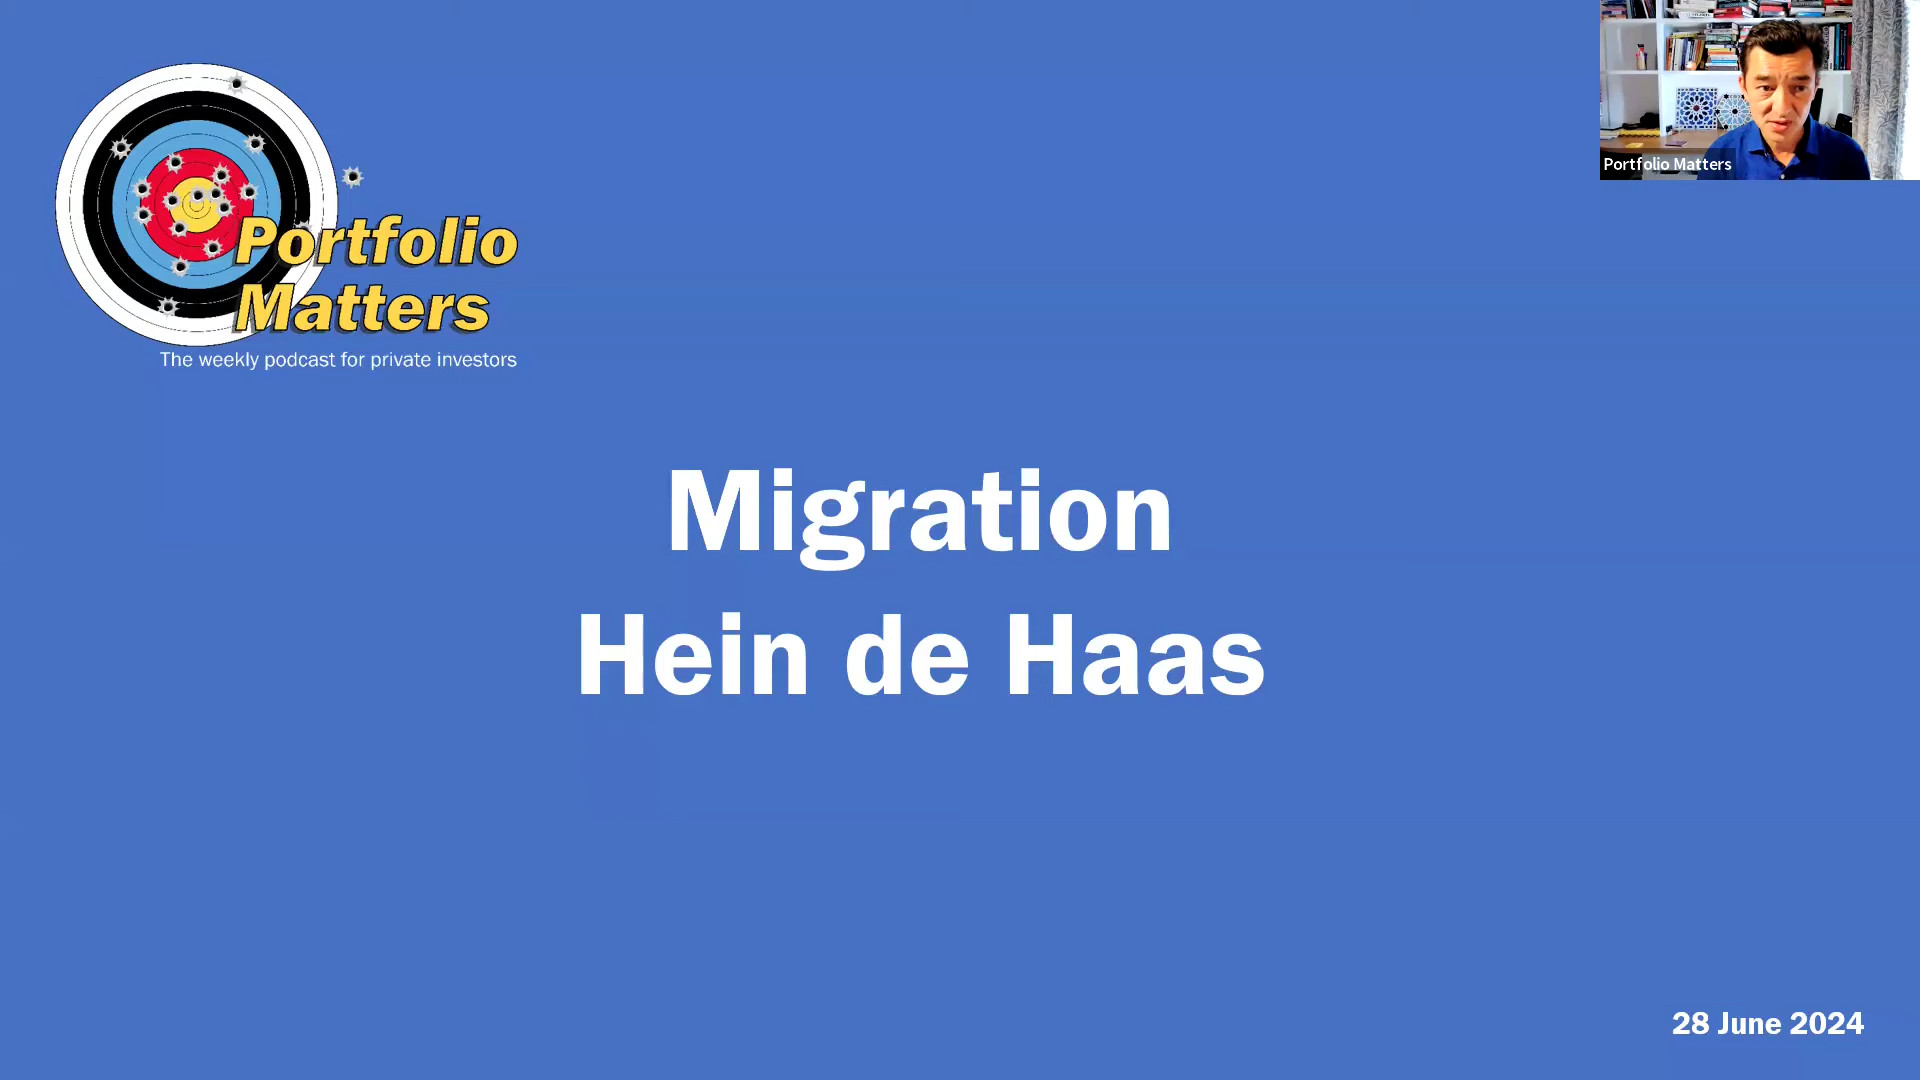 Portfolio Matters
Portfolio
Matters
The weekly podcast for private investors
Migration
Hein de Haas
28 June 2024